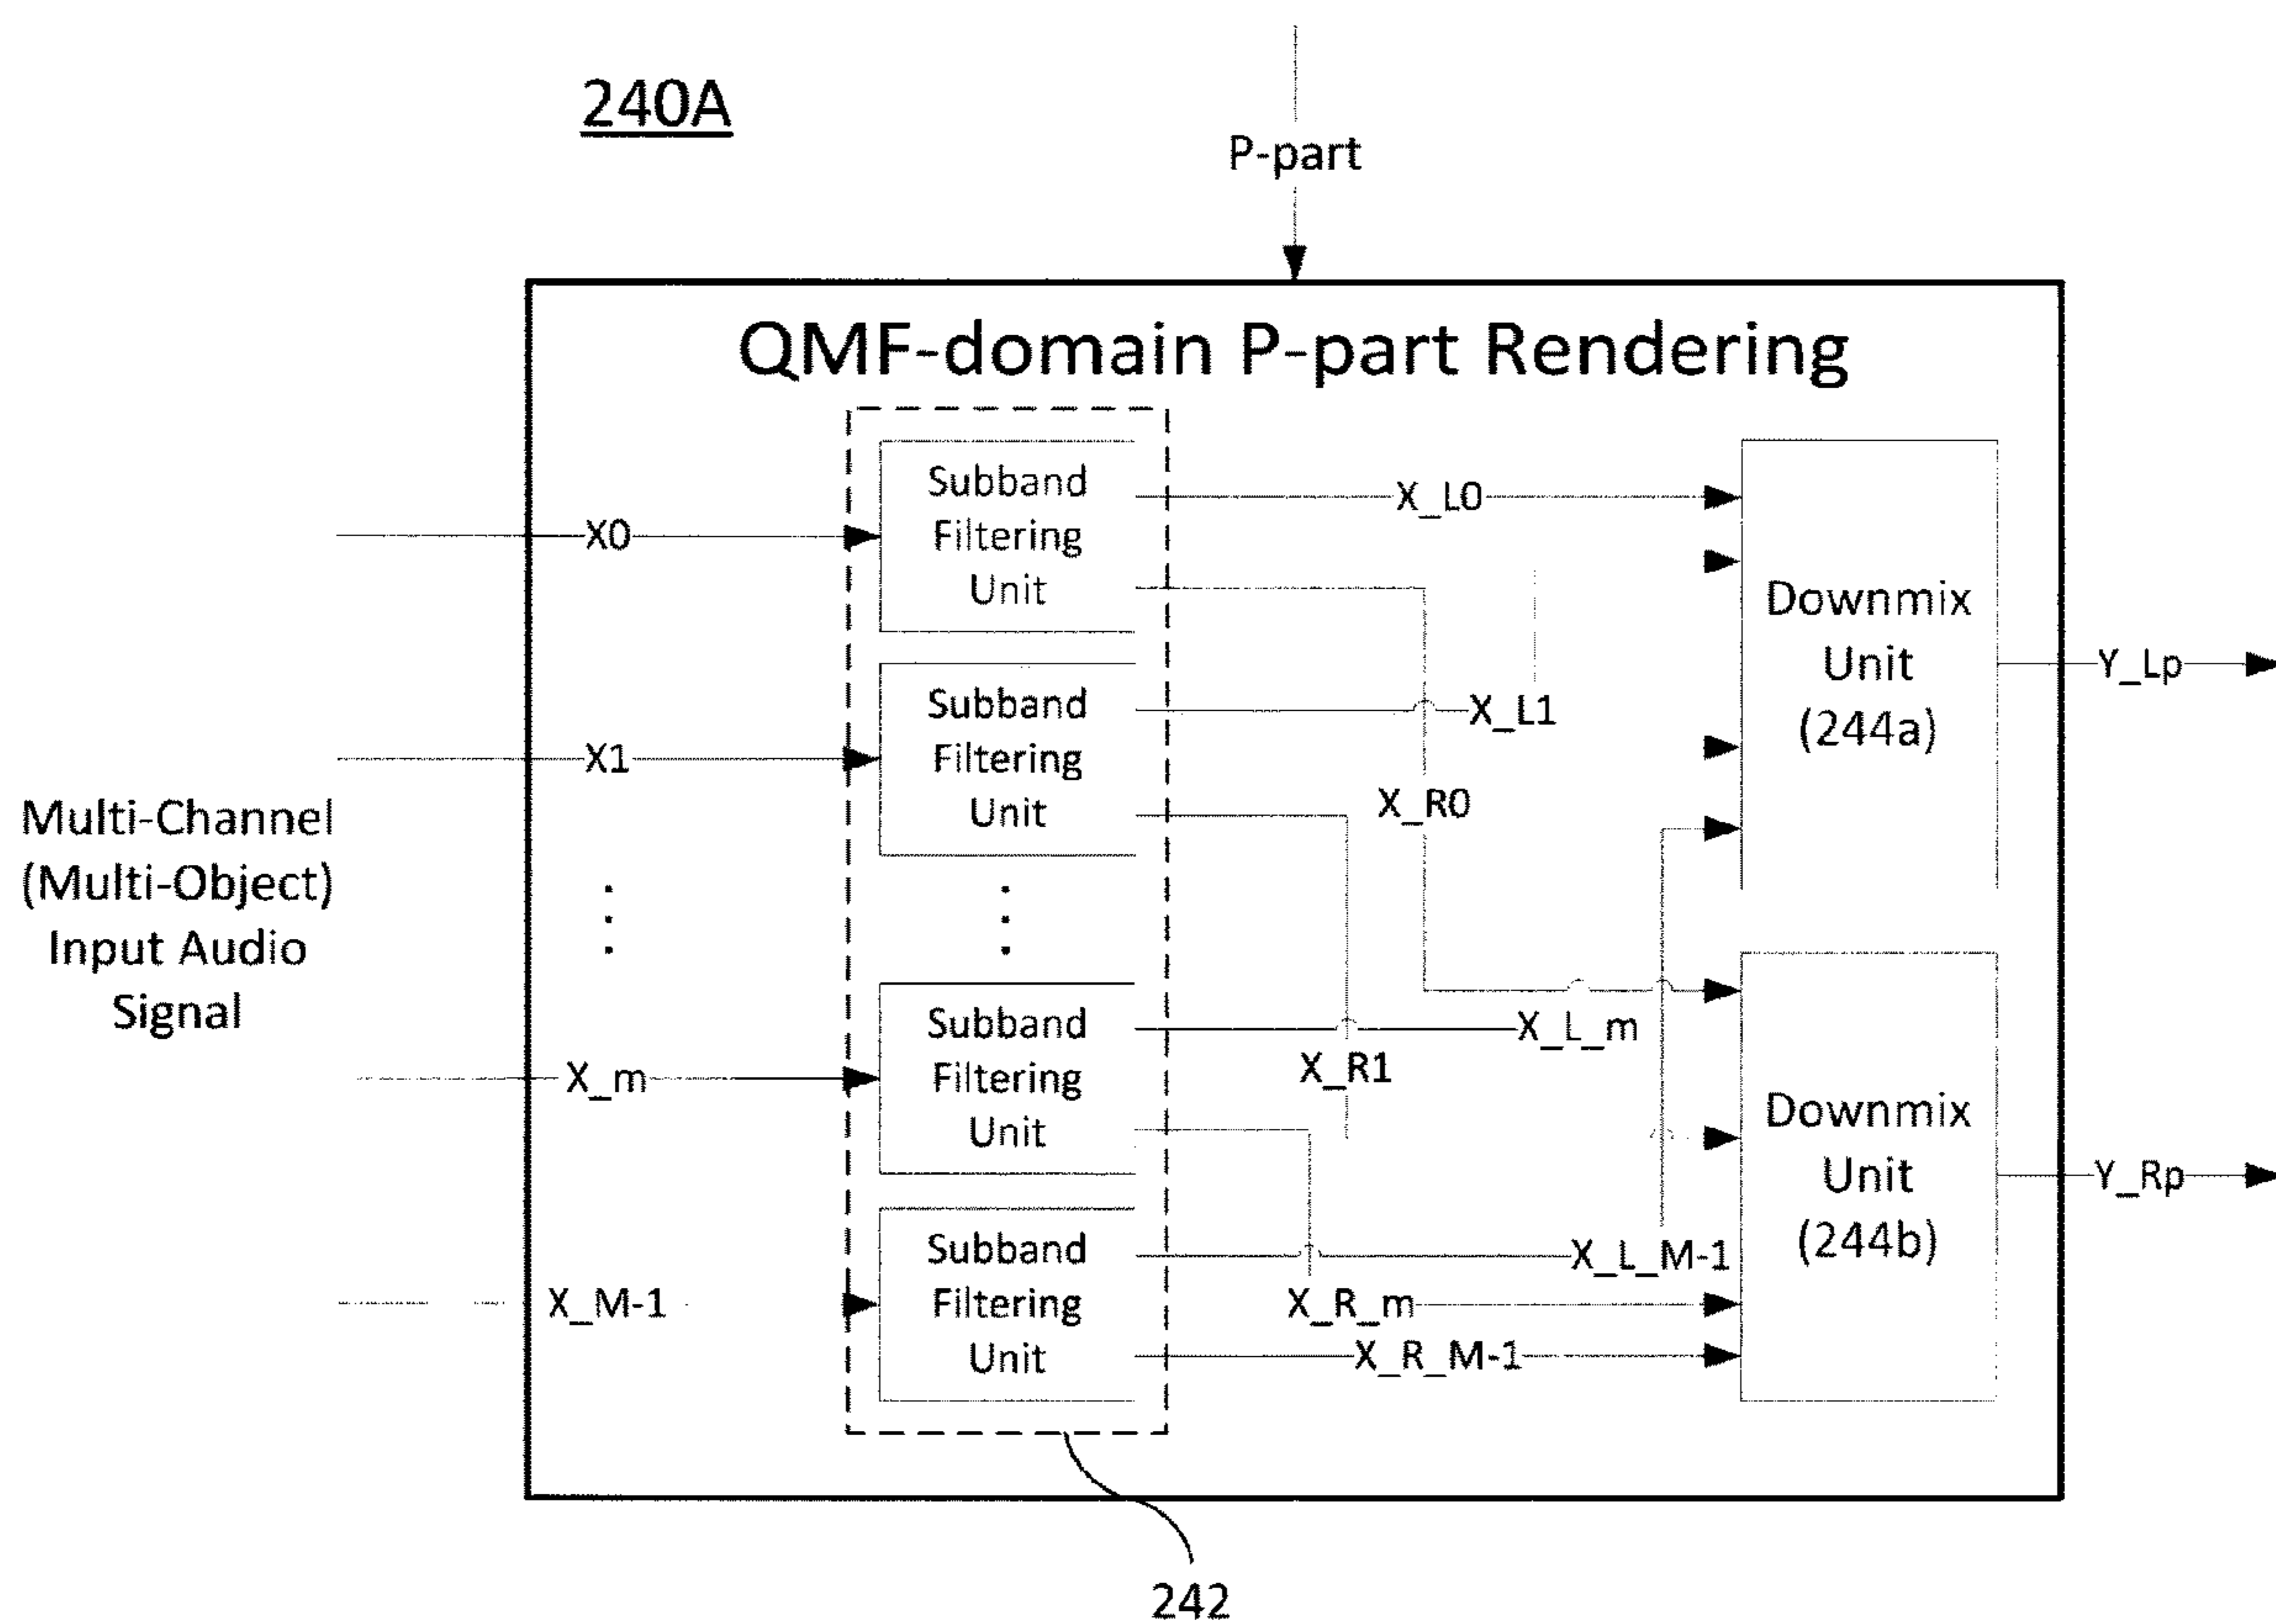 240A
P-part
QMF-domain P-part Rendering
Multi-Channel
(Multi-Object)
Input Audio
Signal
X0
X1
⋮
X_m
X_M-1
Subband
Filtering
Unit
Subband
Filtering
Unit
⋮
Subband
Filtering
Unit
Subband
Filtering
Unit
X_L0
X_L1
X_R0
X_L_m
X_R1
X_L_M-1
X_R_m
X_R_M-1
Downmix
Unit
(244a)
Downmix
Unit
(244b)
Y_Lp
Y_Rp
242